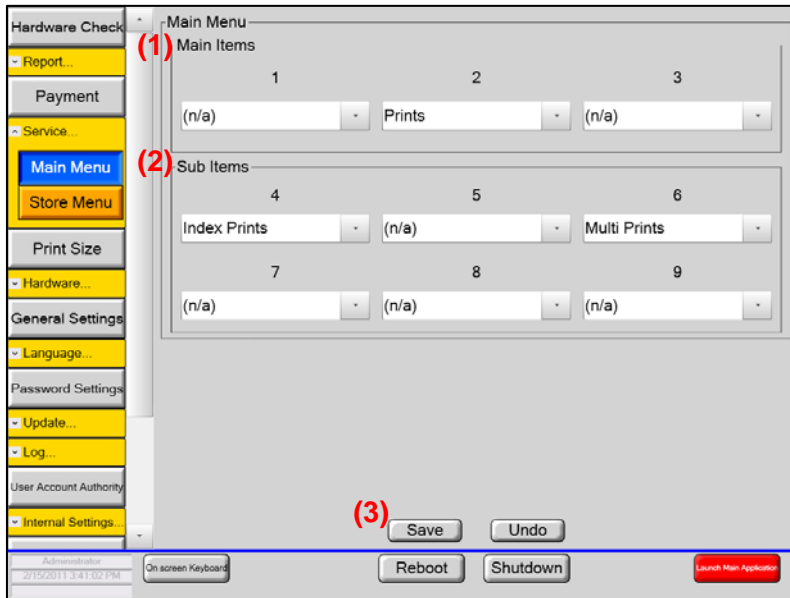 Hardware Check
Report...
Payment
Service...
Main Menu
Store Menu
Print Size
Hardware...
General Settings
Language...
Password Settings
Update...
Log...
User Account Authority
Internal Settings...
Main Menu
(1) Main Items
1 2 3
(n/a) Prints (n/a)
(2) Sub Items
4 5 6
Index Prints (n/a) Multi Prints
7 8 9
(n/a) (n/a) (n/a)
(3) Save Undo
Administrator
2/15/2011 3:41:02 PM
On screen Keyboard Reboot Shutdown Launch Main Application